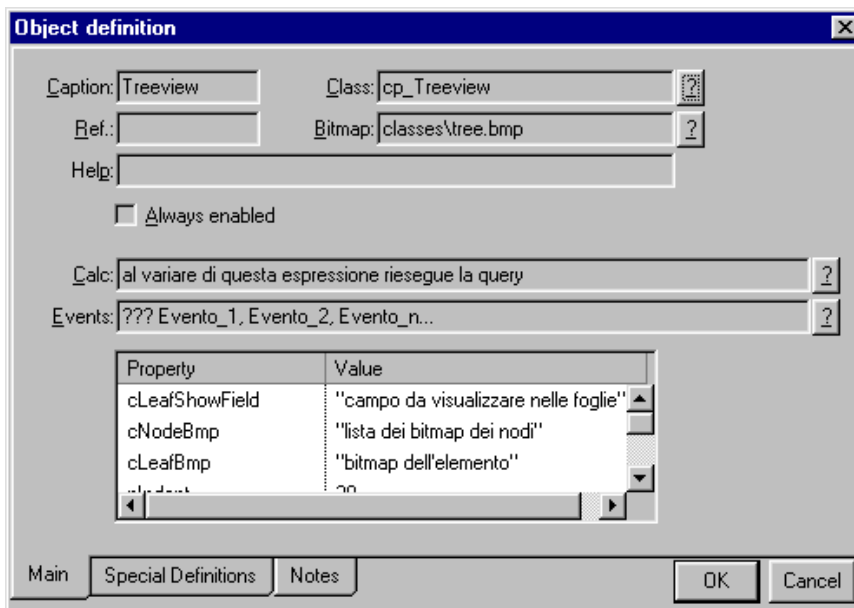 Object definition
Caption: Treeview Class: cp_Treeview ?
Ref.: Bitmap: classes\tree.bmp ?
Help:
Always enabled
Calc: al variare di questa espressione riesegue la query ?
Events: ??? Evento_1, Evento_2, Evento_n... ?
Property Value
cLeafShowField "campo da visualizzare nelle foglie"
cNodeBmp "lista dei bitmap dei nodi"
cLeafBmp "bitmap dell'elemento"
nIndent 20
Main Special Definitions Notes OK Cancel